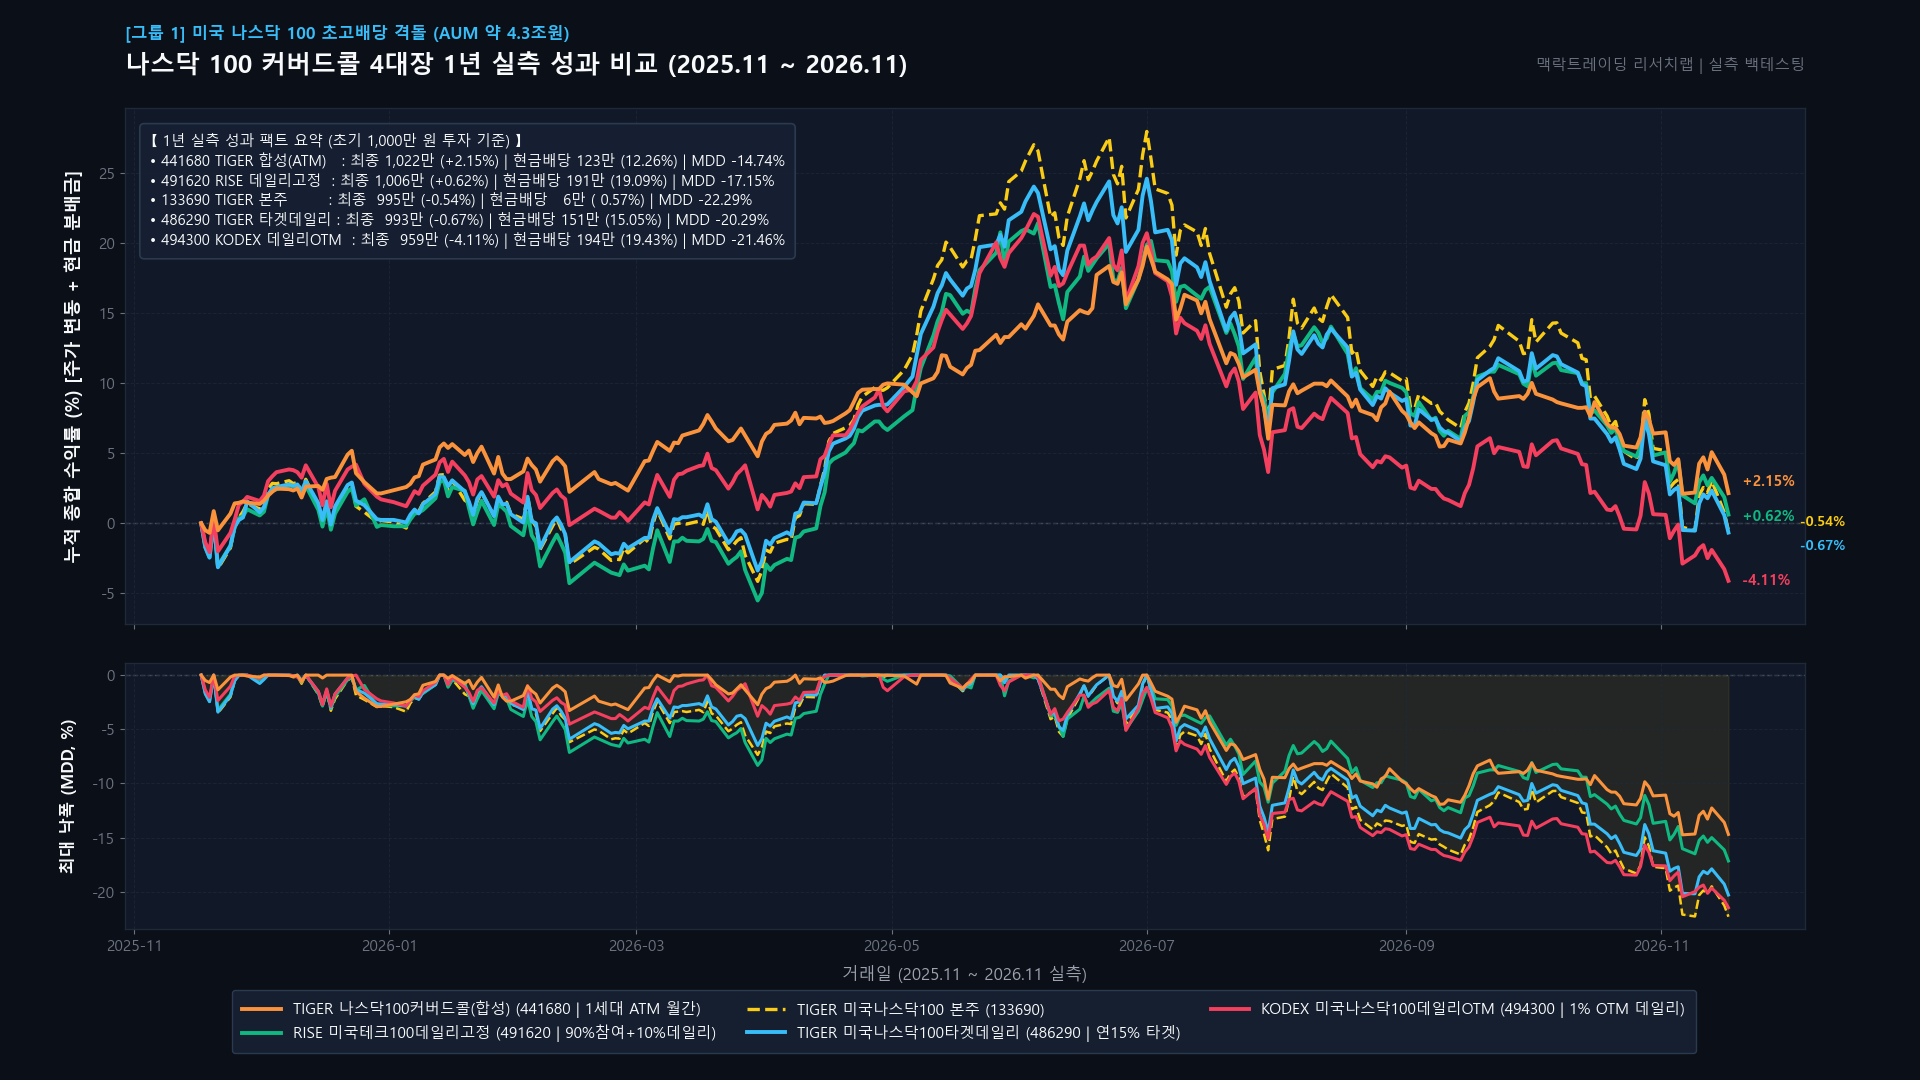 [그룹 1] 미국 나스닥 100 초고배당 격돌 (AUM 약 4.3조원)
나스닥 100 커버드콜 4대장 1년 실측 성과 비교 (2025.11 ~ 2026.11)
맥락트레이딩 리서치랩 | 실측 백테스팅
【 1년 실측 성과 팩트 요약 (초기 1,000만 원 투자 기준) 】
• 441680 TIGER 합성(ATM) : 최종 1,022만 (+2.15%) | 현금배당 123만 (12.26%) | MDD -14.74%
• 491620 RISE 데일리고정 : 최종 1,006만 (+0.62%) | 현금배당 191만 (19.09%) | MDD -17.15%
• 133690 TIGER 본주 : 최종 995만 (-0.54%) | 현금배당 6만 ( 0.57%) | MDD -22.29%
• 486290 TIGER 타겟데일리 : 최종 993만 (-0.67%) | 현금배당 151만 (15.05%) | MDD -20.29%
• 494300 KODEX 데일리OTM : 최종 959만 (-4.11%) | 현금배당 194만 (19.43%) | MDD -21.46%
누적 종합 수익률 (%) [주가 변동 + 현금 분배금]
25
20
15
10
5
0
-5
+2.15%
+0.62%
-0.54%
-0.67%
-4.11%
최대 낙폭 (MDD, %)
0
-5
-10
-15
-20
2025-11
2026-01
2026-03
2026-05
2026-07
2026-09
2026-11
거래일 (2025.11 ~ 2026.11 실측)
TIGER 나스닥100커버드콜(합성) (441680 | 1세대 ATM 월간)
RISE 미국테크100데일리고정 (491620 | 90%참여+10%데일리)
TIGER 미국나스닥100 본주 (133690)
TIGER 미국나스닥100타겟데일리 (486290 | 연15% 타겟)
KODEX 미국나스닥100데일리OTM (494300 | 1% OTM 데일리)